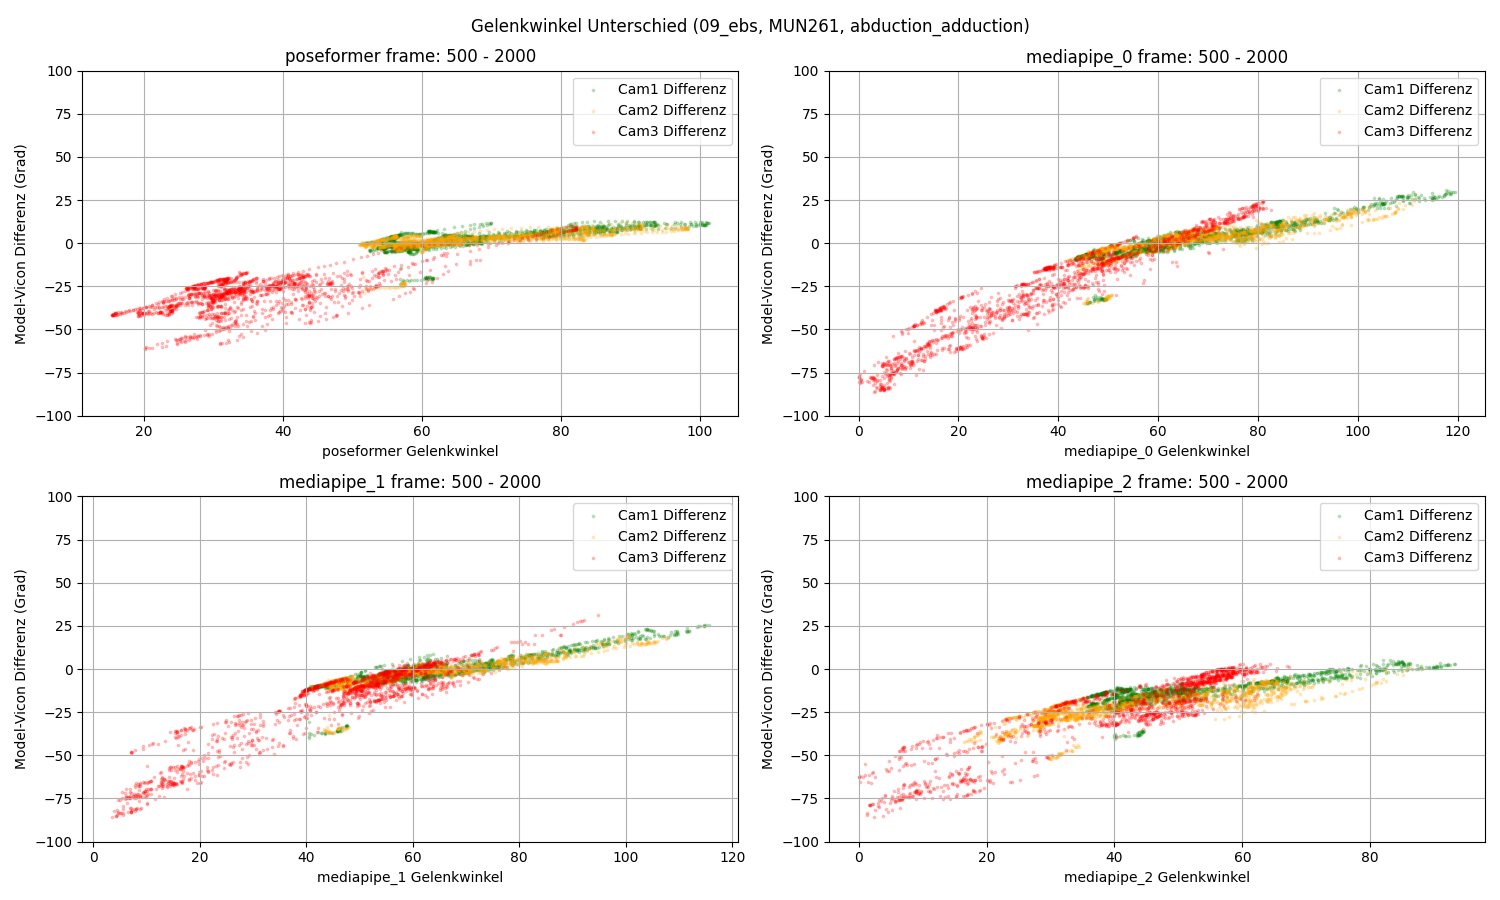 Gelenkwinkel Unterschied (09_ebs, MUN261, abduction_adduction)
poseformer frame: 500 - 2000
100
75
50
25
0
−25
−50
−75
−100
Model-Vicon Differenz (Grad)
Cam1 Differenz
Cam2 Differenz
Cam3 Differenz
20 40 60 80 100
poseformer Gelenkwinkel
mediapipe_0 frame: 500 - 2000
100
75
50
25
0
−25
−50
−75
−100
Model-Vicon Differenz (Grad)
Cam1 Differenz
Cam2 Differenz
Cam3 Differenz
0 20 40 60 80 100 120
mediapipe_0 Gelenkwinkel
mediapipe_1 frame: 500 - 2000
100
75
50
25
0
−25
−50
−75
−100
Model-Vicon Differenz (Grad)
Cam1 Differenz
Cam2 Differenz
Cam3 Differenz
0 20 40 60 80 100 120
mediapipe_1 Gelenkwinkel
mediapipe_2 frame: 500 - 2000
100
75
50
25
0
−25
−50
−75
−100
Model-Vicon Differenz (Grad)
Cam1 Differenz
Cam2 Differenz
Cam3 Differenz
0 20 40 60 80
mediapipe_2 Gelenkwinkel